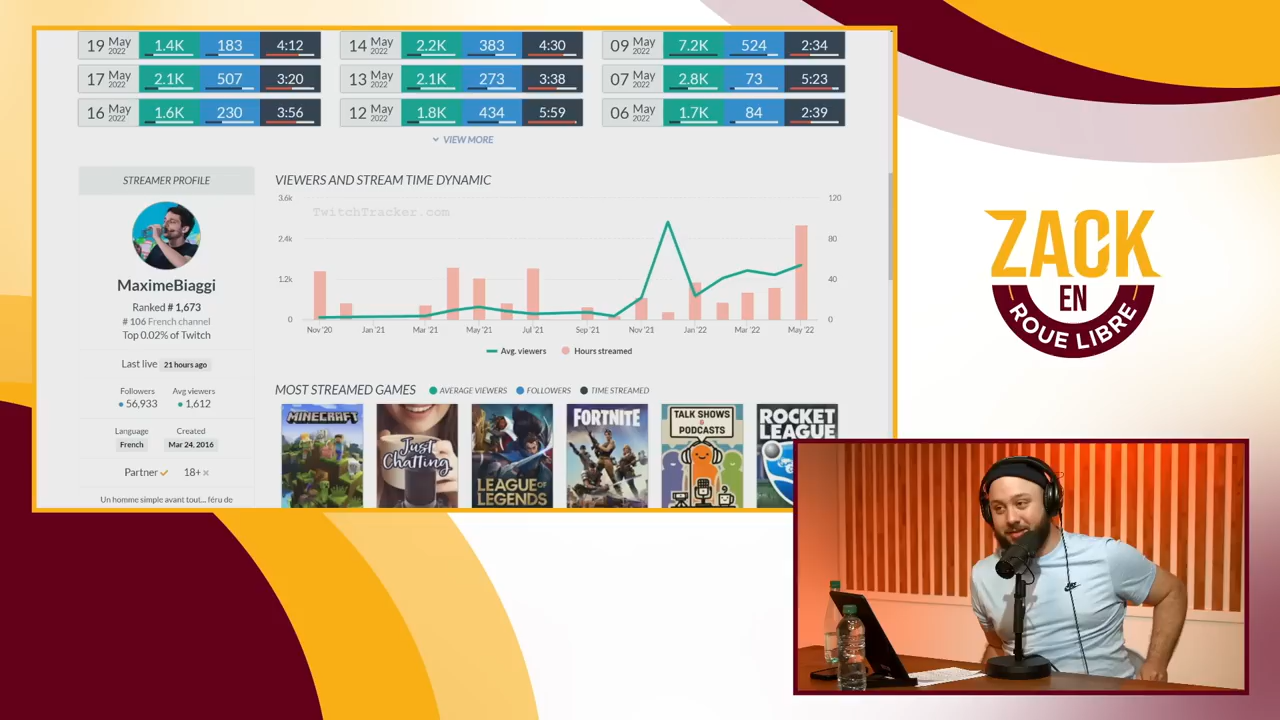 19 May 2022 1.4K 183 4:12
14 May 2022 2.2K 383 4:30
09 May 2022 7.2K 524 2:34
17 May 2022 2.1K 507 3:20
13 May 2022 2.1K 273 3:38
07 May 2022 2.8K 73 5:23
16 May 2022 1.6K 230 3:56
12 May 2022 1.8K 434 5:59
06 May 2022 1.7K 84 2:39
VIEW MORE
STREAMER PROFILE
MaximeBiaggi
Ranked # 1,673
# 106 French channel
Top 0.02% of Twitch
Last live 21 hours ago
Followers Avg viewers
56,933 1,612
Language Created
French Mar 24, 2016
Partner 18+
Un homme simple avant tout... féru de
VIEWERS AND STREAM TIME DYNAMIC
TwitchTracker.com
3.6k 120
2.4k 80
1.2k 40
0 0
Nov '20 Jan '21 Mar '21 May '21 Jul '21 Sep '21 Nov '21 Jan '22 Mar '22 May '22
Avg. viewers Hours streamed
MOST STREAMED GAMES AVERAGE VIEWERS FOLLOWERS TIME STREAMED
MINECRAFT
Just Chatting
LEAGUE OF LEGENDS
FORTNITE
TALK SHOWS & PODCASTS
ROCKET LEAGUE
ZACK
EN
ROUE LIBRE